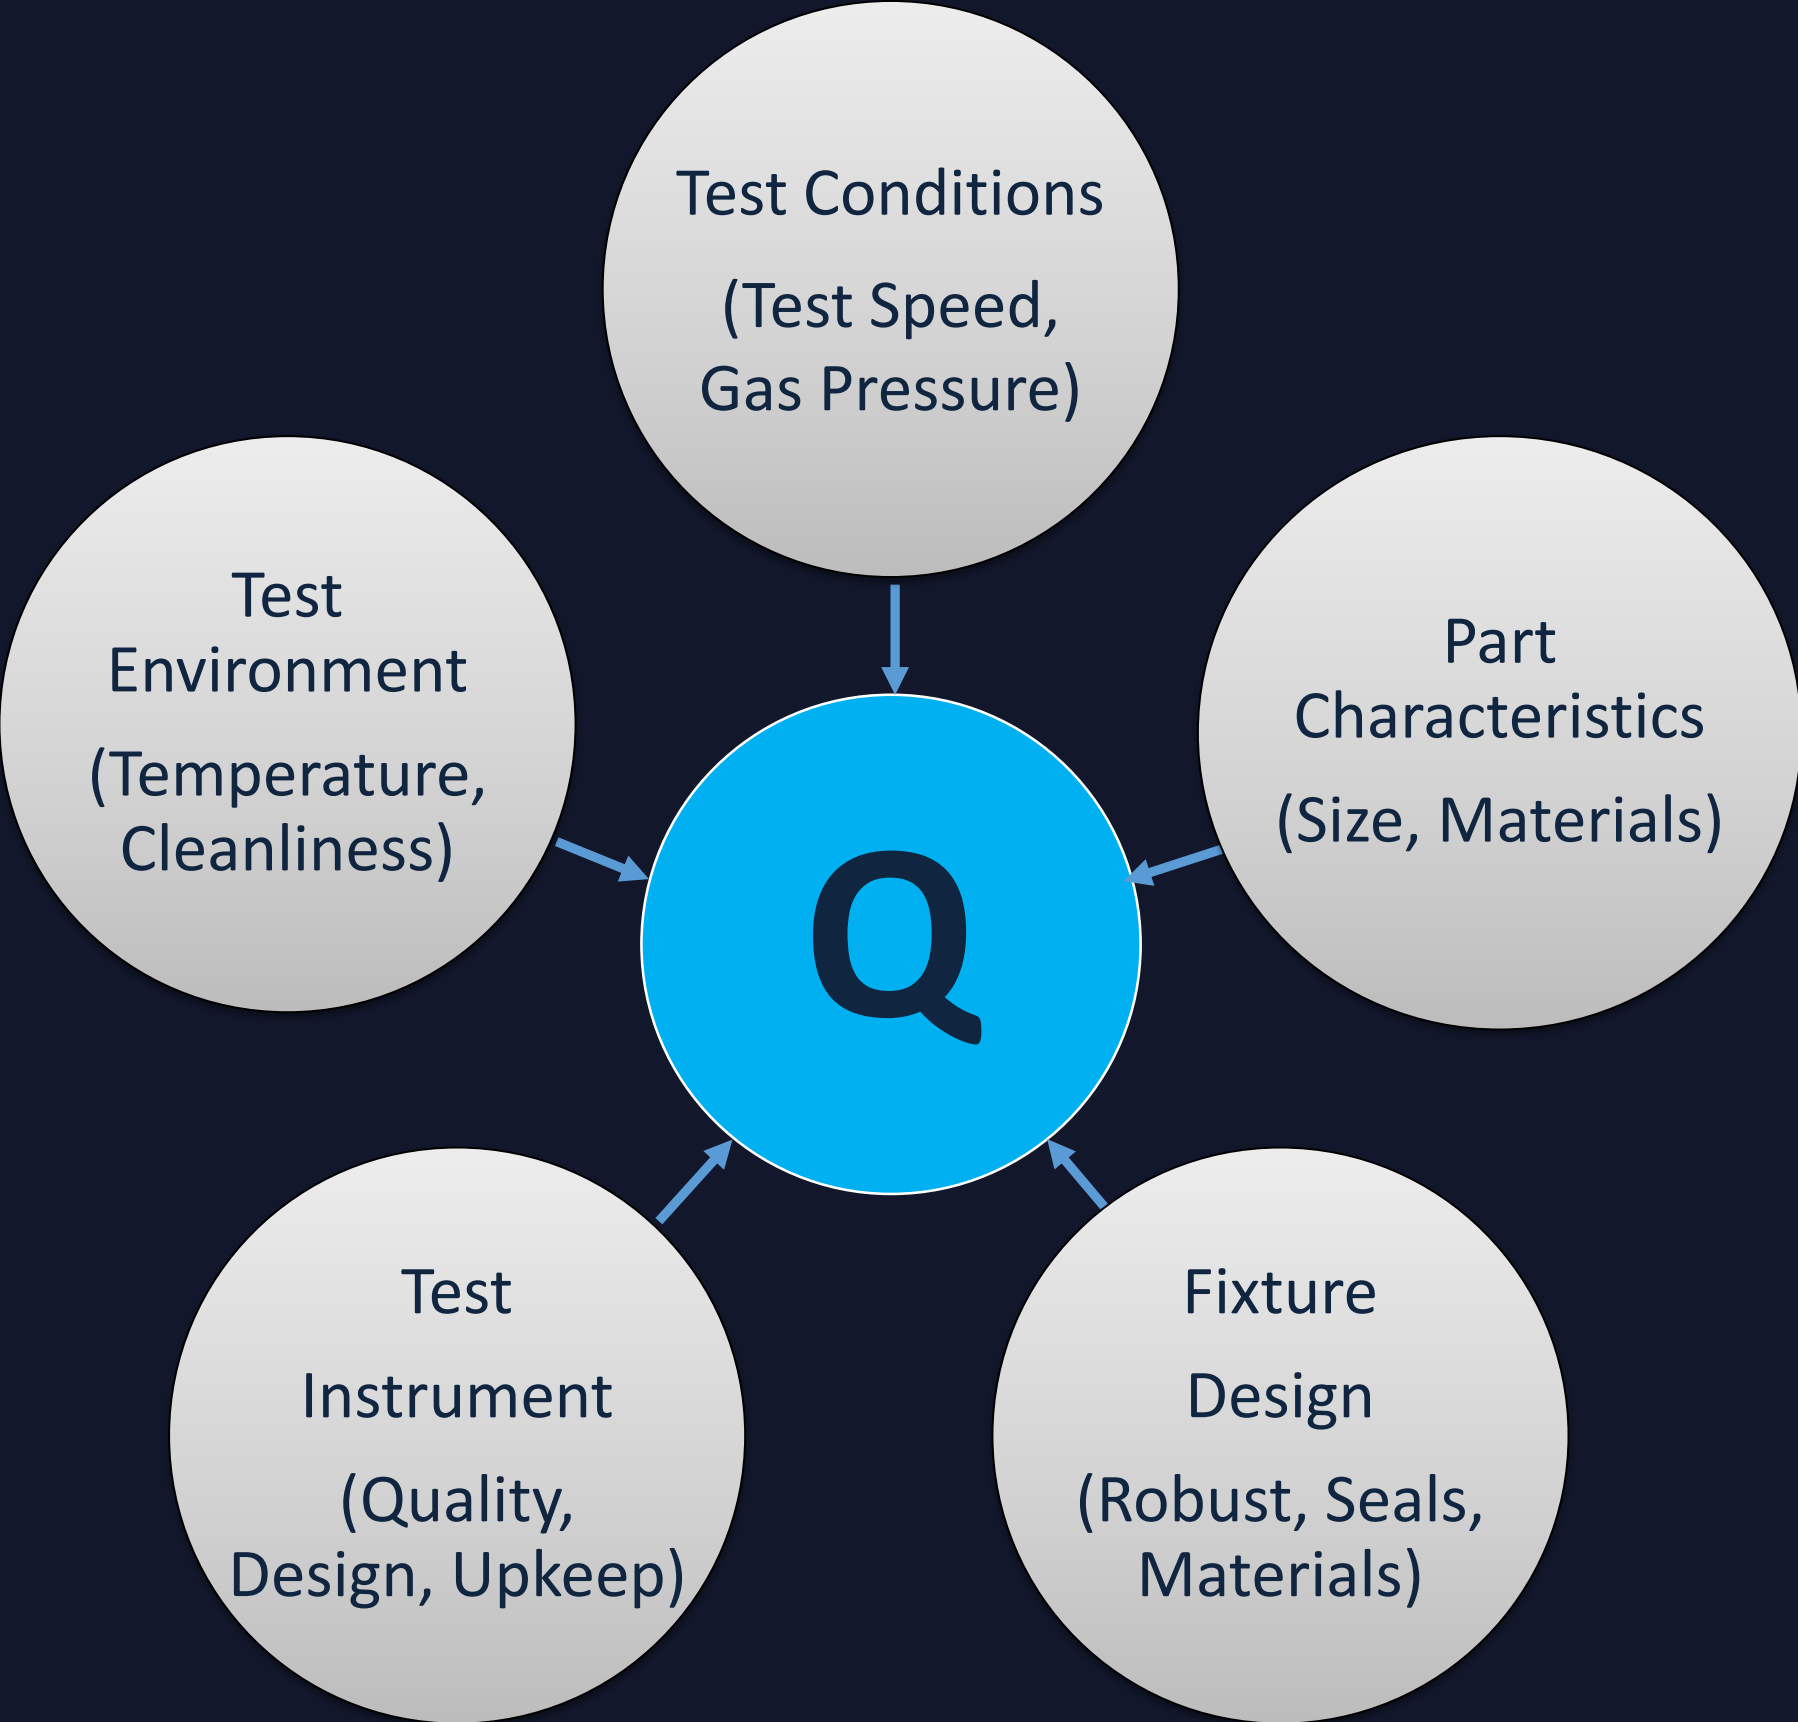 Test Conditions
(Test Speed,
Gas Pressure)
Test
Environment
(Temperature,
Cleanliness)
Part
Characteristics
(Size, Materials)
Q
Test
Instrument
(Quality,
Design, Upkeep)
Fixture
Design
(Robust, Seals,
Materials)